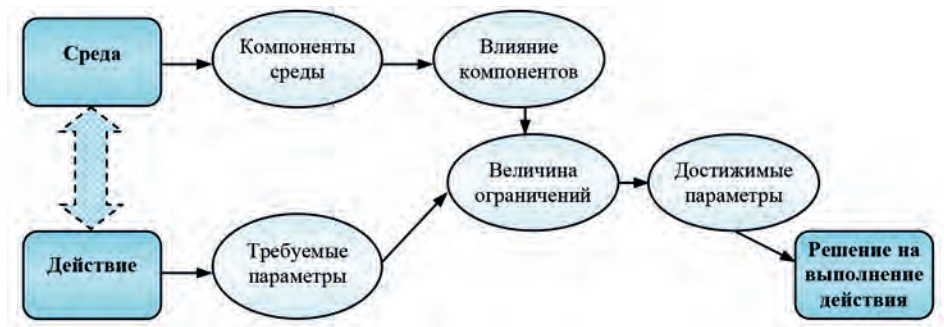 Среда
Компоненты
среды
Влияние
компонентов
Величина
ограничений
Достижимые
параметры
Действие
Требуемые
параметры
Решение на
выполнение
действия